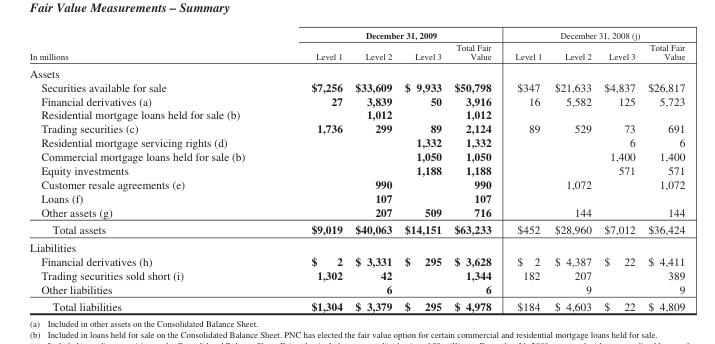 Fair Value Measurements – Summary
December 31, 2009 December 31, 2008 (j)
Total Fair Total Fair
In millions Level 1 Level 2 Level 3 Value Level 1 Level 2 Level 3 Value
Assets
Securities available for sale $7,256 $33,609 $ 9,933 $50,798 $347 $21,633 $4,837 $26,817
Financial derivatives (a) 27 3,839 50 3,916 16 5,582 125 5,723
Residential mortgage loans held for sale (b) 1,012 1,012
Trading securities (c) 1,736 299 89 2,124 89 529 73 691
Residential mortgage servicing rights (d) 1,332 1,332 6 6
Commercial mortgage loans held for sale (b) 1,050 1,050 1,400 1,400
Equity investments 1,188 1,188 571 571
Customer resale agreements (e) 990 990 1,072 1,072
Loans (f) 107 107
Other assets (g) 207 509 716 144 144
Total assets $9,019 $40,063 $14,151 $63,233 $452 $28,960 $7,012 $36,424
Liabilities
Financial derivatives (h) $ 2 $ 3,331 $ 295 $ 3,628 $ 2 $ 4,387 $ 22 $ 4,411
Trading securities sold short (i) 1,302 42 1,344 182 207 389
Other liabilities 6 6 9 9
Total liabilities $1,304 $ 3,379 $ 295 $ 4,978 $184 $ 4,603 $ 22 $ 4,809
(a) Included in other assets on the Consolidated Balance Sheet.
(b) Included in loans held for sale on the Consolidated Balance Sheet. PNC has elected the fair value option for certain commercial and residential mortgage loans held for sale.